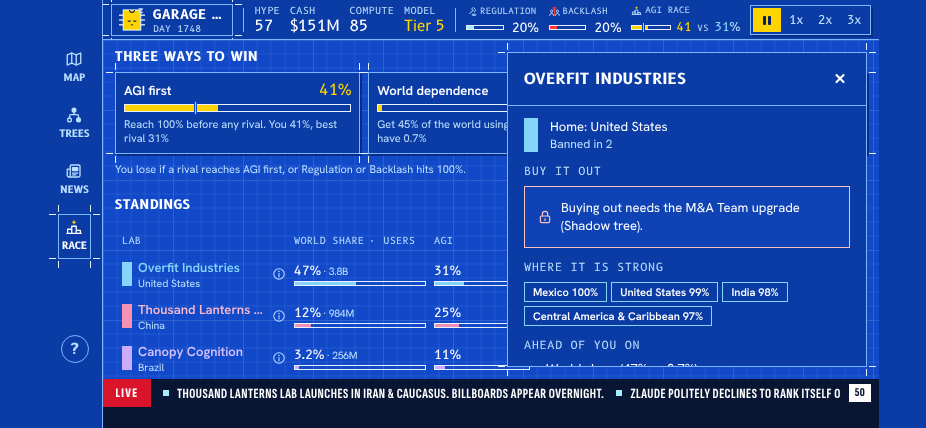 GARAGE ...
DAY 1748
HYPE
57
CASH
$151M
COMPUTE
85
MODEL
Tier 5
REGULATION
20%
BACKLASH
20%
AGI RACE
41 vs 31%
1x
2x
3x
MAP
TREES
NEWS
RACE
?
THREE WAYS TO WIN
AGI first 41%
Reach 100% before any rival. You 41%, best
rival 31%
World dependence
Get 45% of the world using
have 0.7%
You lose if a rival reaches AGI first, or Regulation or Backlash hits 100%.
STANDINGS
LAB WORLD SHARE · USERS AGI
Overfit Industries 47% · 3.8B 31%
United States
Thousand Lanterns ... 12% · 984M 25%
China
Canopy Cognition 3.2% · 256M 11%
Brazil
OVERFIT INDUSTRIES
Home: United States
Banned in 2
BUY IT OUT
Buying out needs the M&A Team upgrade
(Shadow tree).
WHERE IT IS STRONG
Mexico 100% United States 99% India 98%
Central America & Caribbean 97%
AHEAD OF YOU ON
LIVE THOUSAND LANTERNS LAB LAUNCHES IN IRAN & CAUCASUS. BILLBOARDS APPEAR OVERNIGHT. ZLAUDE POLITELY DECLINES TO RANK ITSELF O 50